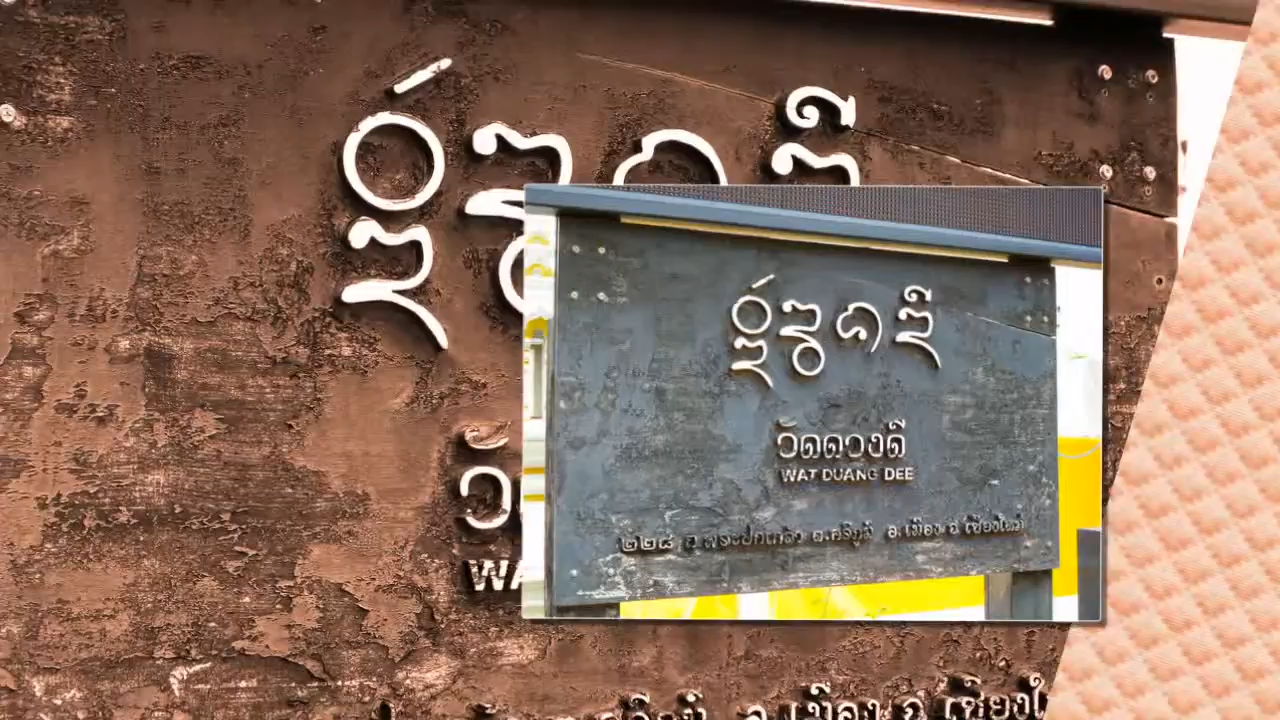 ᩅᩢ᩠ᨯᨯ᩠ᩅᨦᨯᩦ
วัดดวงดี
WAT DUANG DEE
๒๒๘ ถ.พระปกเกล้า ต.ศรีภูมิ อ.เมือง จ.เชียงใหม่